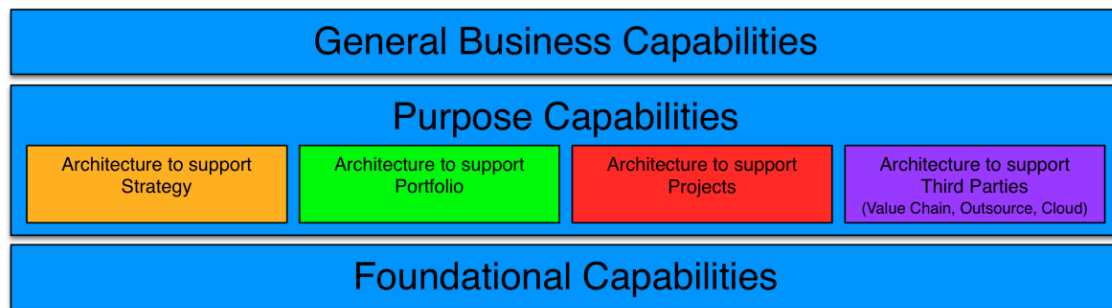 General Business Capabilities
Purpose Capabilities
Architecture to support
Strategy
Architecture to support
Portfolio
Architecture to support
Projects
Architecture to support
Third Parties
(Value Chain, Outsource, Cloud)
Foundational Capabilities